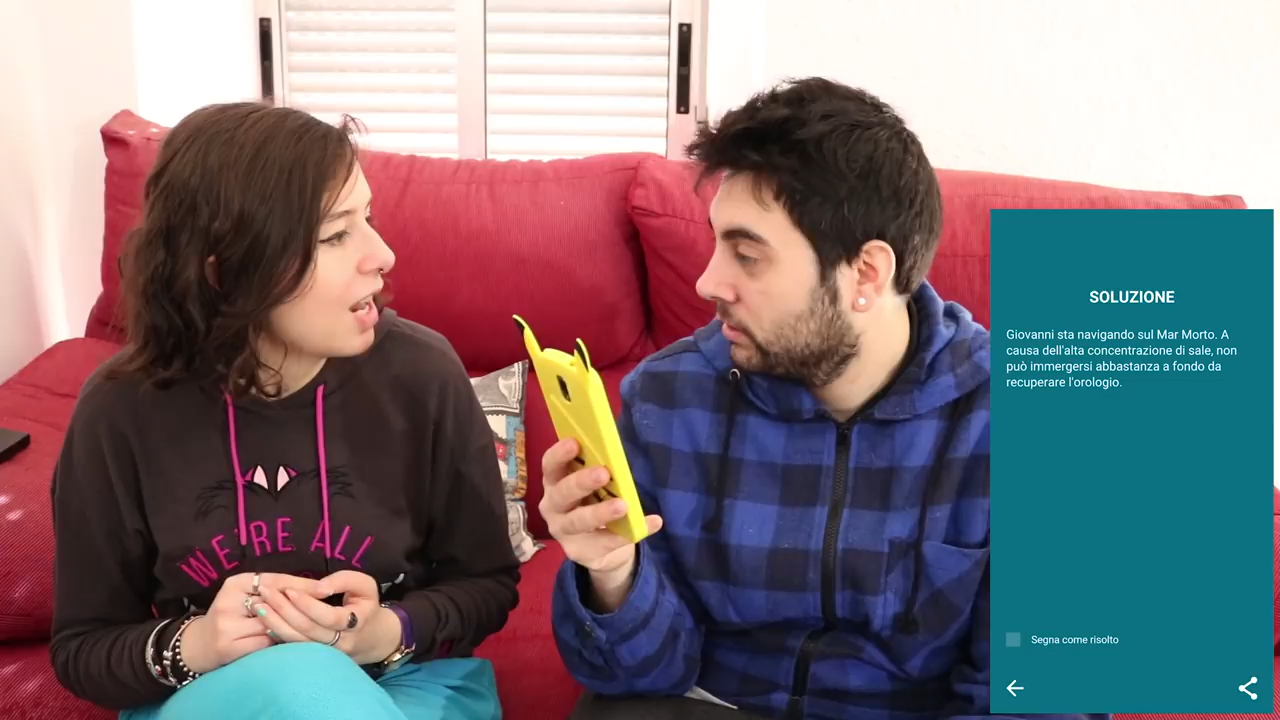 WE'RE ALL
SOLUZIONE
Giovanni sta navigando sul Mar Morto. A
causa dell'alta concentrazione di sale, non
può immergersi abbastanza a fondo da
recuperare l'orologio.
Segna come risolto